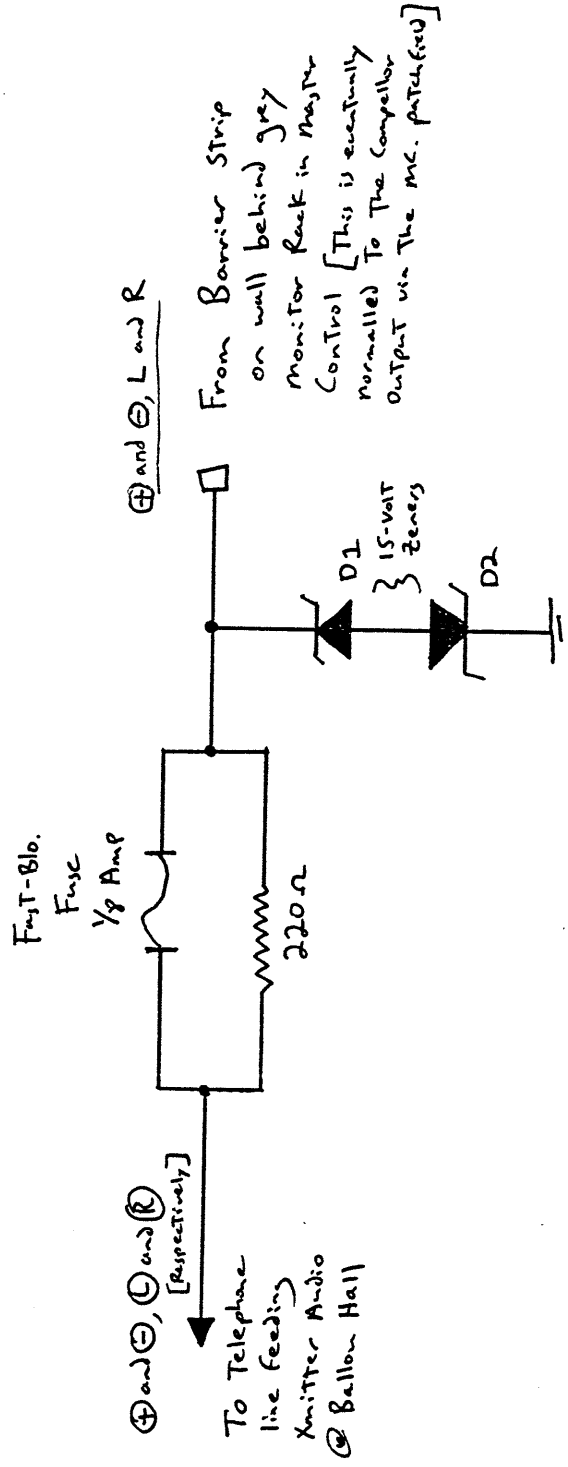 ⊕ and ⊖, Ⓛ and Ⓡ
[Respectively]
To Telephone
line feeding
Xmitter Audio
@ Ballou Hall
Fast-Blo.
Fuse
1/8 Amp
220 Ω
⊕ and ⊖, L and R
From Barrier Strip
on wall behind grey
Monitor Rack in Master
Control [This is eventually
normalled To The Compellor
Output via The MC. patchfield]
D1
15-volt
Zeners
D2